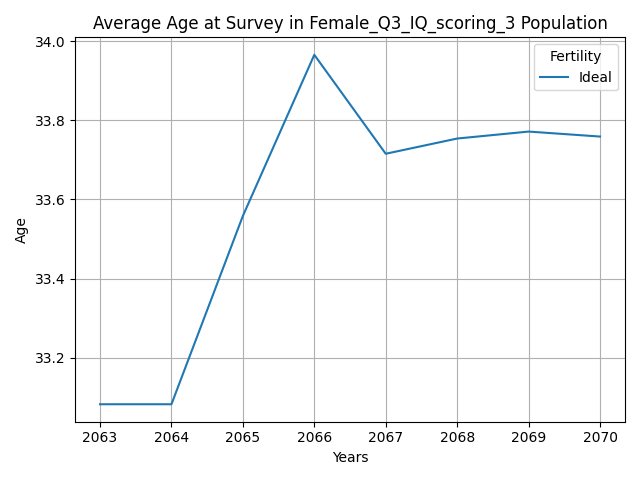 Average Age at Survey in Female_Q3_IQ_scoring_3 Population
Fertility
Ideal
34.0
33.8
33.6
33.4
33.2
Age
2063 2064 2065 2066 2067 2068 2069 2070
Years